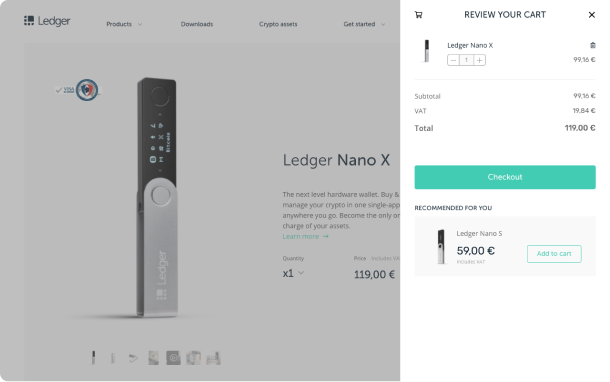 Ledger
Products
Downloads
Crypto assets
Get started
Ledger Nano X
The next level hardware wallet. Buy &
manage your crypto in one single-app
anywhere you go. Become the only or
charge of your assets.
Learn more →
Quantity
Price Includes VA
x1
119,00 €
Bitcoin
Ledger
REVIEW YOUR CART
Ledger Nano X
1
99,16 €
Subtotal
99,16 €
VAT
19,84 €
Total
119,00 €
Checkout
RECOMMENDED FOR YOU
Ledger Nano S
59,00 €
Includes VAT
Add to cart